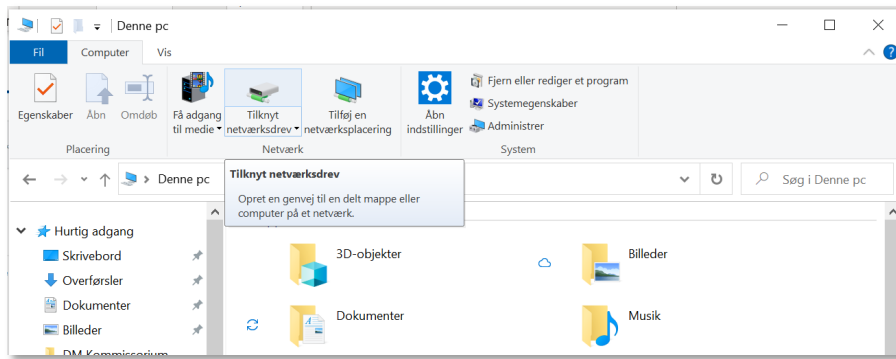 Denne pc
Fil Computer Vis
Egenskaber Åbn Omdøb
Få adgang til medie
Tilknyt netværksdrev
Tilføj en netværksplacering
Åbn indstillinger
Fjern eller rediger et program
Systemegenskaber
Administrer
Placering Netværk System
Denne pc
Søg i Denne pc
Tilknyt netværksdrev
Opret en genvej til en delt mappe eller
computer på et netværk.
Hurtig adgang
Skrivebord
Overførsler
Dokumenter
Billeder
DM Kommissorium
3D-objekter
Billeder
Dokumenter
Musik